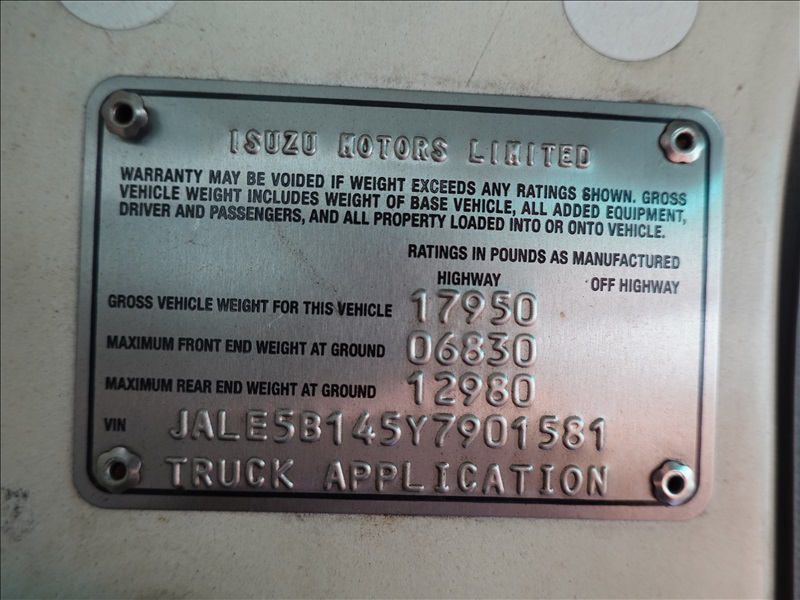 ISUZU MOTORS LIMITED
WARRANTY MAY BE VOIDED IF WEIGHT EXCEEDS ANY RATINGS SHOWN. GROSS
VEHICLE WEIGHT INCLUDES WEIGHT OF BASE VEHICLE, ALL ADDED EQUIPMENT,
DRIVER AND PASSENGERS, AND ALL PROPERTY LOADED INTO OR ONTO VEHICLE.
RATINGS IN POUNDS AS MANUFACTURED
HIGHWAY OFF HIGHWAY
GROSS VEHICLE WEIGHT FOR THIS VEHICLE 17950
MAXIMUM FRONT END WEIGHT AT GROUND 06830
MAXIMUM REAR END WEIGHT AT GROUND 12980
VIN JALE5B145Y7901581
TRUCK APPLICATION